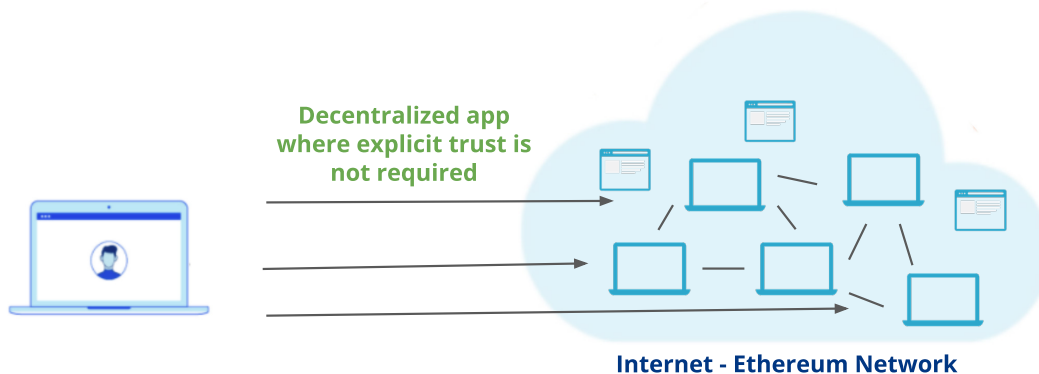 Decentralized app
where explicit trust is
not required
Internet - Ethereum Network